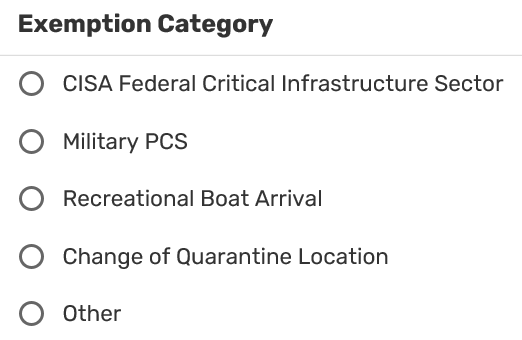 Exemption Category
CISA Federal Critical Infrastructure Sector
Military PCS
Recreational Boat Arrival
Change of Quarantine Location
Other